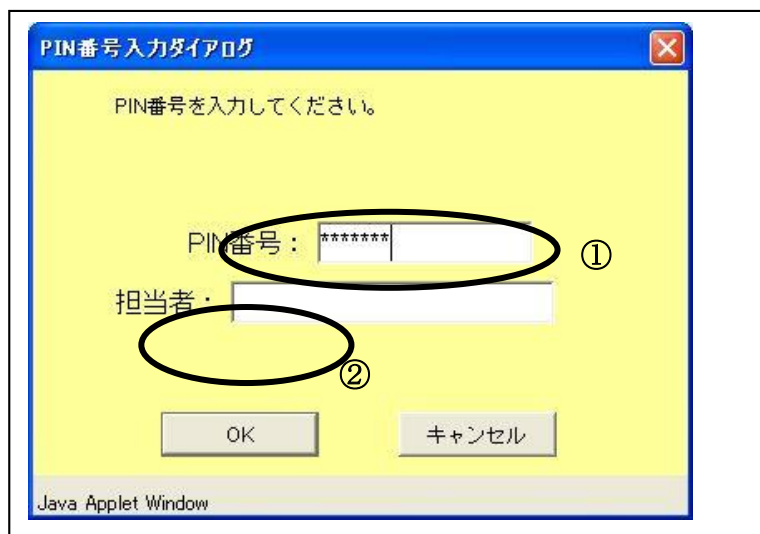 PIN番号入力ダイアログ
PIN番号を入力してください。
PIN番号： *******
①
担当者：
②
OK キャンセル
Java Applet Window